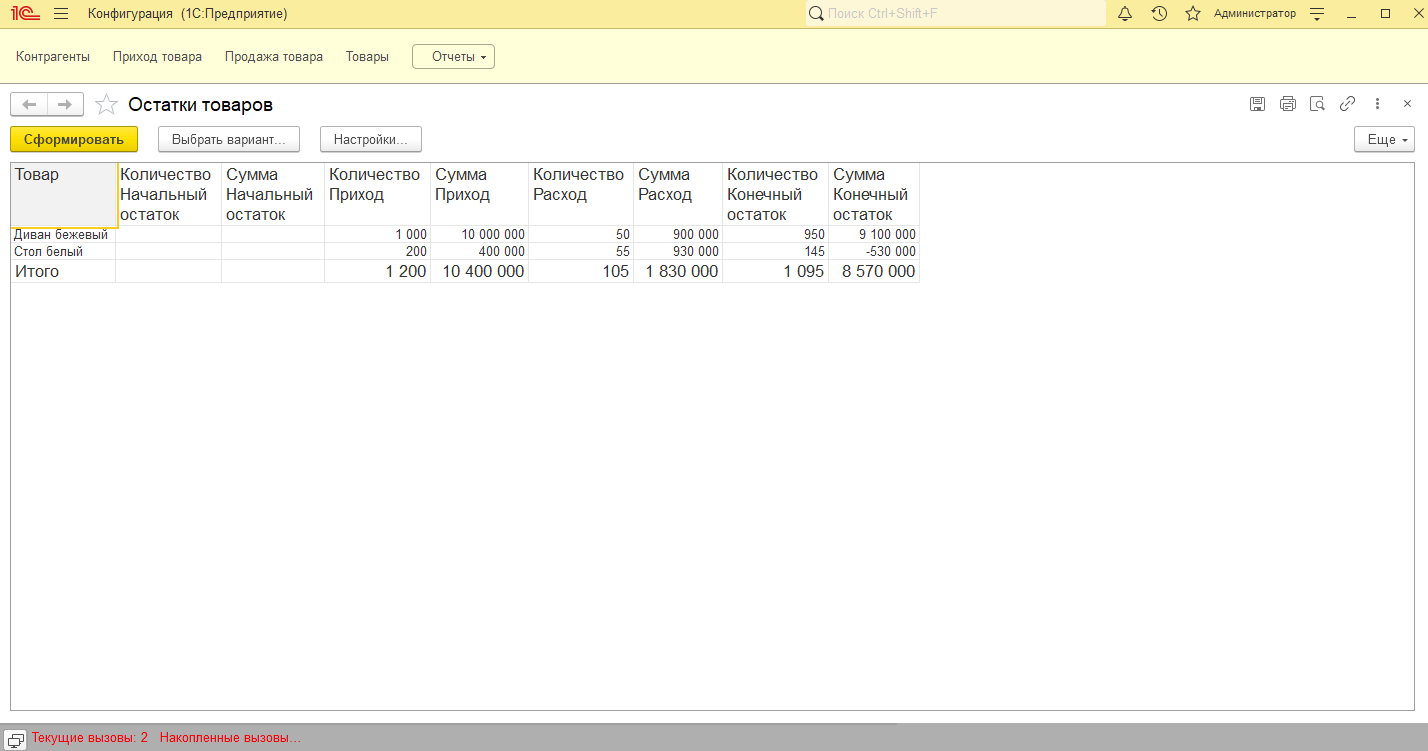 1С Конфигурация (1С:Предприятие) Поиск Ctrl+Shift+F Администратор
Контрагенты Приход товара Продажа товара Товары Отчеты
Остатки товаров
Сформировать Выбрать вариант... Настройки... Еще
Товар Количество Сумма Количество Сумма Количество Сумма Количество Сумма
Начальный Начальный Приход Приход Расход Расход Конечный Конечный
остаток остаток остаток остаток
Диван бежевый 1 000 10 000 000 50 900 000 950 9 100 000
Стол белый 200 400 000 55 930 000 145 -530 000
Итого 1 200 10 400 000 105 1 830 000 1 095 8 570 000
Текущие вызовы: 2 Накопленные вызовы...